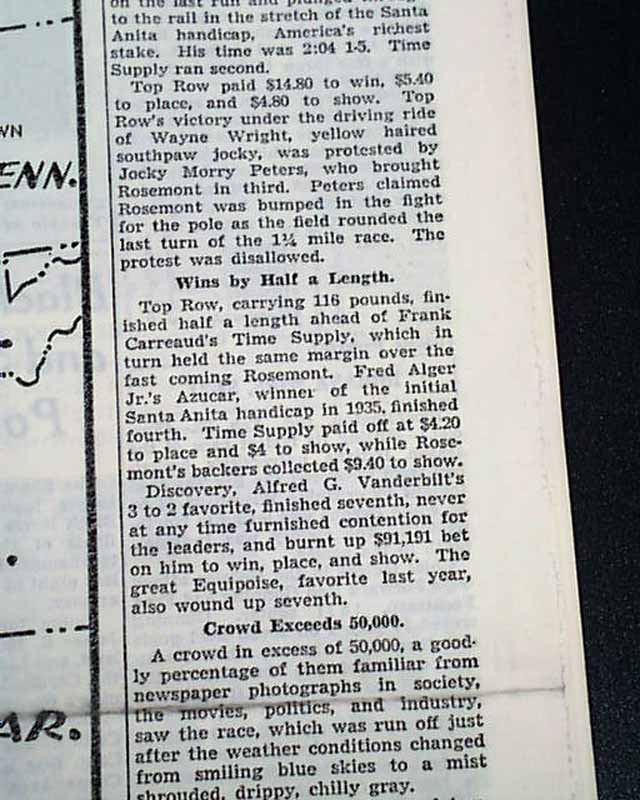 on the last run and plunged through
to the rail in the stretch of the Santa
Anita handicap, America's richest
stake. His time was 2:04 1-5. Time
Supply ran second.
Top Row paid $14.80 to win, $5.40
to place, and $4.80 to show. Top
Row's victory under the driving ride
of Wayne Wright, yellow haired
southpaw jocky, was protested by
Jocky Morry Peters, who brought
Rosemont in third. Peters claimed
Rosemont was bumped in the fight
for the pole as the field rounded the
last turn of the 1¼ mile race. The
protest was disallowed.
Wins by Half a Length.
Top Row, carrying 116 pounds, fin-
ished half a length ahead of Frank
Carreaud's Time Supply, which in
turn held the same margin over the
fast coming Rosemont. Fred Alger
Jr.'s Azucar, winner of the initial
Santa Anita handicap in 1935, finished
fourth. Time Supply paid off at $4.20
to place and $4 to show, while Rose-
mont's backers collected $9.40 to show.
Discovery, Alfred G. Vanderbilt's
3 to 2 favorite, finished seventh, never
at any time furnished contention for
the leaders, and burnt up $91,191 bet
on him to win, place, and show. The
great Equipoise, favorite last year,
also wound up seventh.
Crowd Exceeds 50,000.
A crowd in excess of 50,000, a good-
ly percentage of them familiar from
newspaper photographs in society,
the movies, politics, and industry,
saw the race, which was run off just
after the weather conditions changed
from smiling blue skies to a mist
shrouded, drippy, chilly gray.
WN
ENN.
AR.